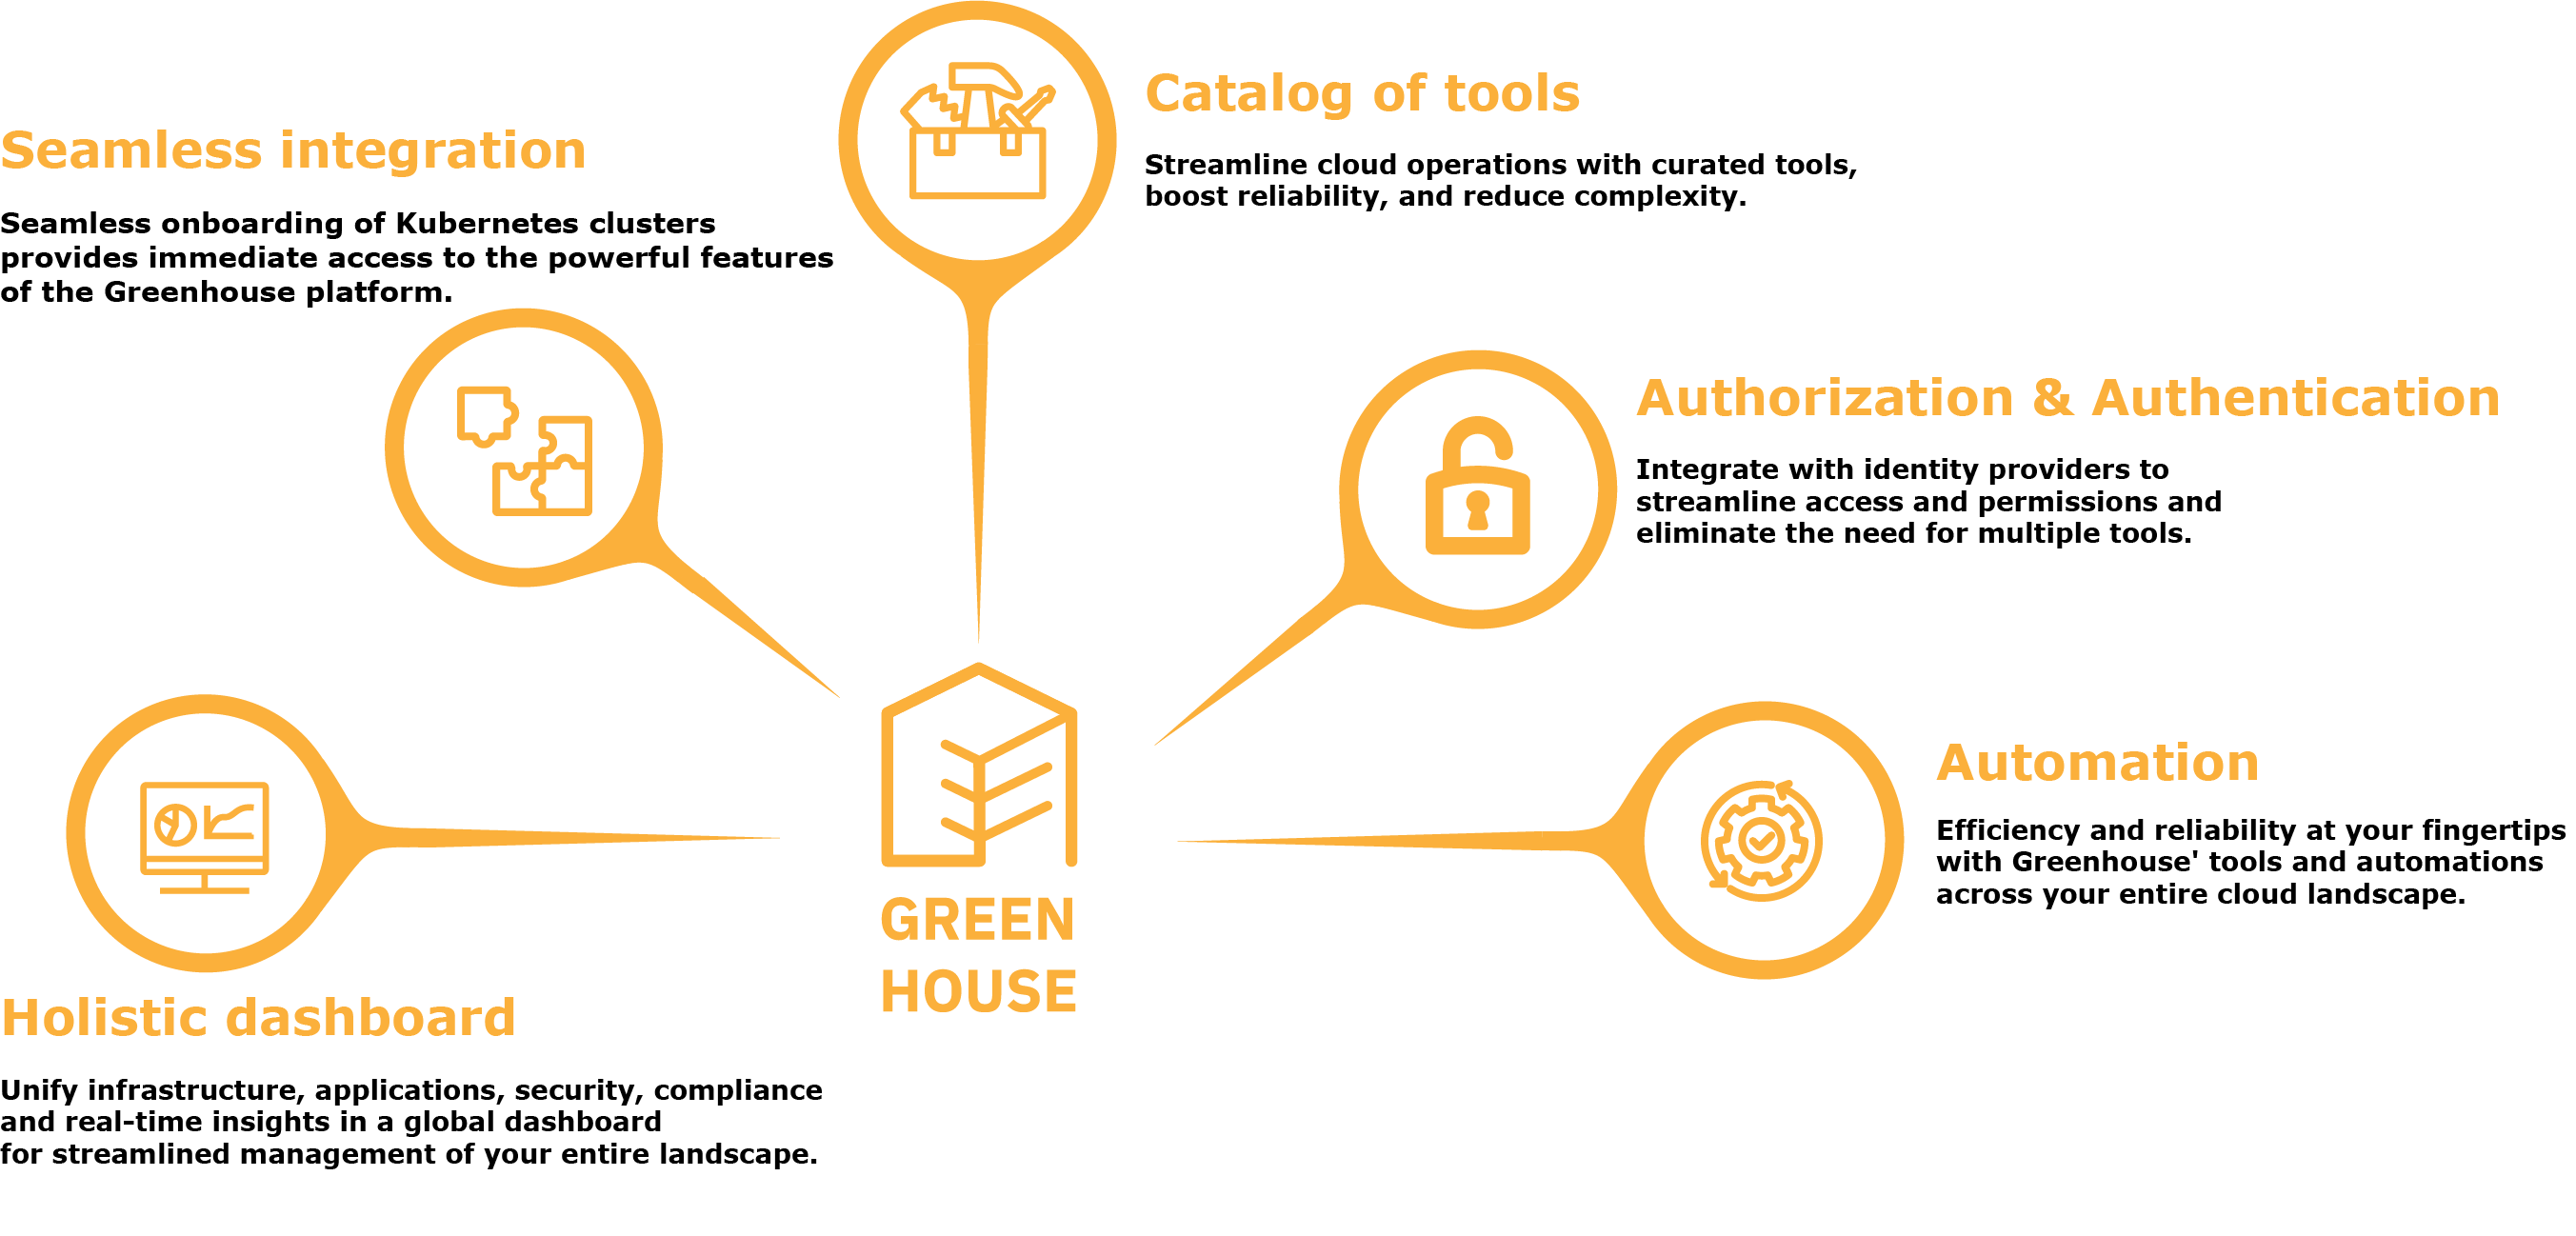 Seamless integration
Seamless onboarding of Kubernetes clusters
provides immediate access to the powerful features
of the Greenhouse platform.
Catalog of tools
Streamline cloud operations with curated tools,
boost reliability, and reduce complexity.
Authorization & Authentication
Integrate with identity providers to
streamline access and permissions and
eliminate the need for multiple tools.
Automation
Efficiency and reliability at your fingertips
with Greenhouse' tools and automations
across your entire cloud landscape.
GREEN
HOUSE
Holistic dashboard
Unify infrastructure, applications, security, compliance
and real-time insights in a global dashboard
for streamlined management of your entire landscape.